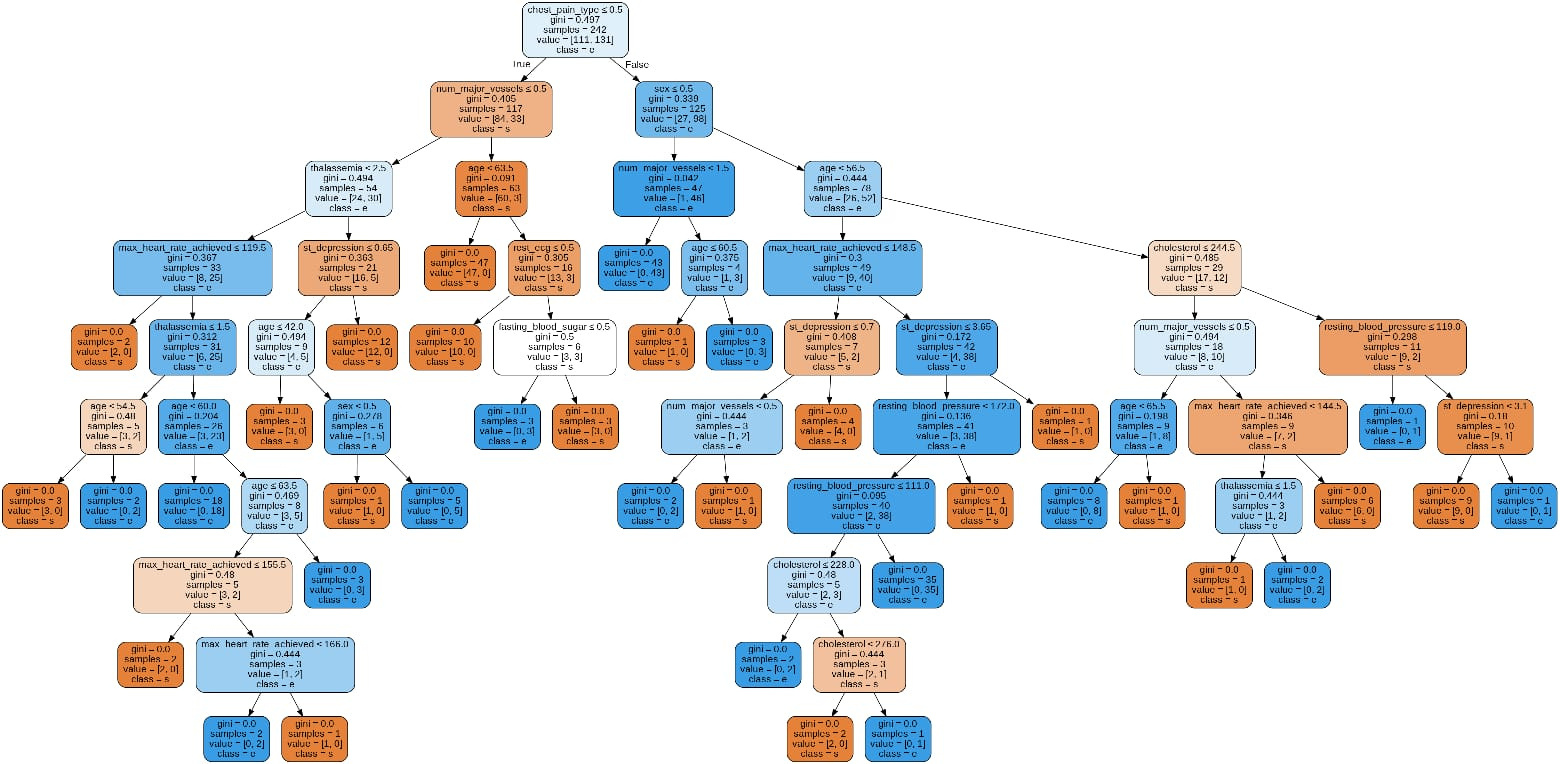 chest_pain_type ≤ 0.5
gini = 0.497
samples = 242
value = [111, 131]
class = e
True
False
num_major_vessels ≤ 0.5
gini = 0.405
samples = 117
value = [84, 33]
class = s
sex ≤ 0.5
gini = 0.339
samples = 125
value = [27, 98]
class = e
thalassemia ≤ 2.5
gini = 0.494
samples = 54
value = [24, 30]
class = e
age ≤ 63.5
gini = 0.091
samples = 63
value = [60, 3]
class = s
num_major_vessels ≤ 1.5
gini = 0.042
samples = 47
value = [1, 46]
class = e
age ≤ 56.5
gini = 0.444
samples = 78
value = [26, 52]
class = e
max_heart_rate_achieved ≤ 119.5
gini = 0.367
samples = 33
value = [8, 25]
class = e
st_depression ≤ 0.65
gini = 0.363
samples = 21
value = [16, 5]
class = s
gini = 0.0
samples = 47
value = [47, 0]
class = s
rest_ecg ≤ 0.5
gini = 0.305
samples = 16
value = [13, 3]
class = s
gini = 0.0
samples = 43
value = [0, 43]
class = e
age ≤ 60.5
gini = 0.375
samples = 4
value = [1, 3]
class = e
max_heart_rate_achieved ≤ 148.5
gini = 0.3
samples = 49
value = [9, 40]
class = e
cholesterol ≤ 244.5
gini = 0.485
samples = 29
value = [17, 12]
class = s
gini = 0.0
samples = 2
value = [2, 0]
class = s
thalassemia ≤ 1.5
gini = 0.312
samples = 31
value = [6, 25]
class = e
age ≤ 42.0
gini = 0.494
samples = 9
value = [4, 5]
class = e
gini = 0.0
samples = 12
value = [12, 0]
class = s
gini = 0.0
samples = 10
value = [10, 0]
class = s
fasting_blood_sugar ≤ 0.5
gini = 0.5
samples = 6
value = [3, 3]
class = s
gini = 0.0
samples = 1
value = [1, 0]
class = s
gini = 0.0
samples = 3
value = [0, 3]
class = e
st_depression ≤ 0.7
gini = 0.408
samples = 7
value = [5, 2]
class = s
st_depression ≤ 3.65
gini = 0.172
samples = 42
value = [4, 38]
class = e
num_major_vessels ≤ 0.5
gini = 0.494
samples = 18
value = [8, 10]
class = e
resting_blood_pressure ≤ 119.0
gini = 0.298
samples = 11
value = [9, 2]
class = s
age ≤ 54.5
gini = 0.48
samples = 5
value = [3, 2]
class = s
age ≤ 60.0
gini = 0.204
samples = 26
value = [3, 23]
class = e
gini = 0.0
samples = 3
value = [3, 0]
class = s
sex ≤ 0.5
gini = 0.278
samples = 6
value = [1, 5]
class = e
gini = 0.0
samples = 3
value = [0, 3]
class = e
gini = 0.0
samples = 3
value = [3, 0]
class = s
num_major_vessels ≤ 0.5
gini = 0.444
samples = 3
value = [1, 2]
class = e
gini = 0.0
samples = 4
value = [4, 0]
class = s
resting_blood_pressure ≤ 172.0
gini = 0.136
samples = 41
value = [3, 38]
class = e
gini = 0.0
samples = 1
value = [1, 0]
class = s
age ≤ 65.5
gini = 0.198
samples = 9
value = [1, 8]
class = e
max_heart_rate_achieved ≤ 144.5
gini = 0.346
samples = 9
value = [7, 2]
class = s
gini = 0.0
samples = 1
value = [0, 1]
class = e
st_depression ≤ 3.1
gini = 0.18
samples = 10
value = [9, 1]
class = s
gini = 0.0
samples = 3
value = [3, 0]
class = s
gini = 0.0
samples = 2
value = [0, 2]
class = e
gini = 0.0
samples = 18
value = [0, 18]
class = e
age ≤ 63.5
gini = 0.469
samples = 8
value = [3, 5]
class = e
gini = 0.0
samples = 1
value = [1, 0]
class = s
gini = 0.0
samples = 5
value = [0, 5]
class = e
gini = 0.0
samples = 2
value = [0, 2]
class = e
gini = 0.0
samples = 1
value = [1, 0]
class = s
resting_blood_pressure ≤ 111.0
gini = 0.095
samples = 40
value = [2, 38]
class = e
gini = 0.0
samples = 1
value = [1, 0]
class = s
gini = 0.0
samples = 8
value = [0, 8]
class = e
gini = 0.0
samples = 1
value = [1, 0]
class = s
thalassemia ≤ 1.5
gini = 0.444
samples = 3
value = [1, 2]
class = e
gini = 0.0
samples = 6
value = [6, 0]
class = s
gini = 0.0
samples = 9
value = [9, 0]
class = s
gini = 0.0
samples = 1
value = [0, 1]
class = e
max_heart_rate_achieved ≤ 155.5
gini = 0.48
samples = 5
value = [3, 2]
class = s
gini = 0.0
samples = 3
value = [0, 3]
class = e
cholesterol ≤ 228.0
gini = 0.48
samples = 5
value = [2, 3]
class = e
gini = 0.0
samples = 35
value = [0, 35]
class = e
gini = 0.0
samples = 1
value = [1, 0]
class = s
gini = 0.0
samples = 2
value = [0, 2]
class = e
gini = 0.0
samples = 2
value = [2, 0]
class = s
max_heart_rate_achieved ≤ 166.0
gini = 0.444
samples = 3
value = [1, 2]
class = e
gini = 0.0
samples = 2
value = [0, 2]
class = e
cholesterol ≤ 276.0
gini = 0.444
samples = 3
value = [2, 1]
class = s
gini = 0.0
samples = 2
value = [0, 2]
class = e
gini = 0.0
samples = 1
value = [1, 0]
class = s
gini = 0.0
samples = 2
value = [2, 0]
class = s
gini = 0.0
samples = 1
value = [0, 1]
class = e